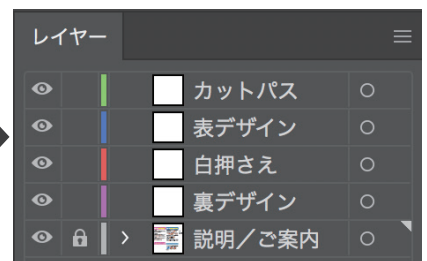 レイヤー
カットパス
表デザイン
白押さえ
裏デザイン
説明／ご案内